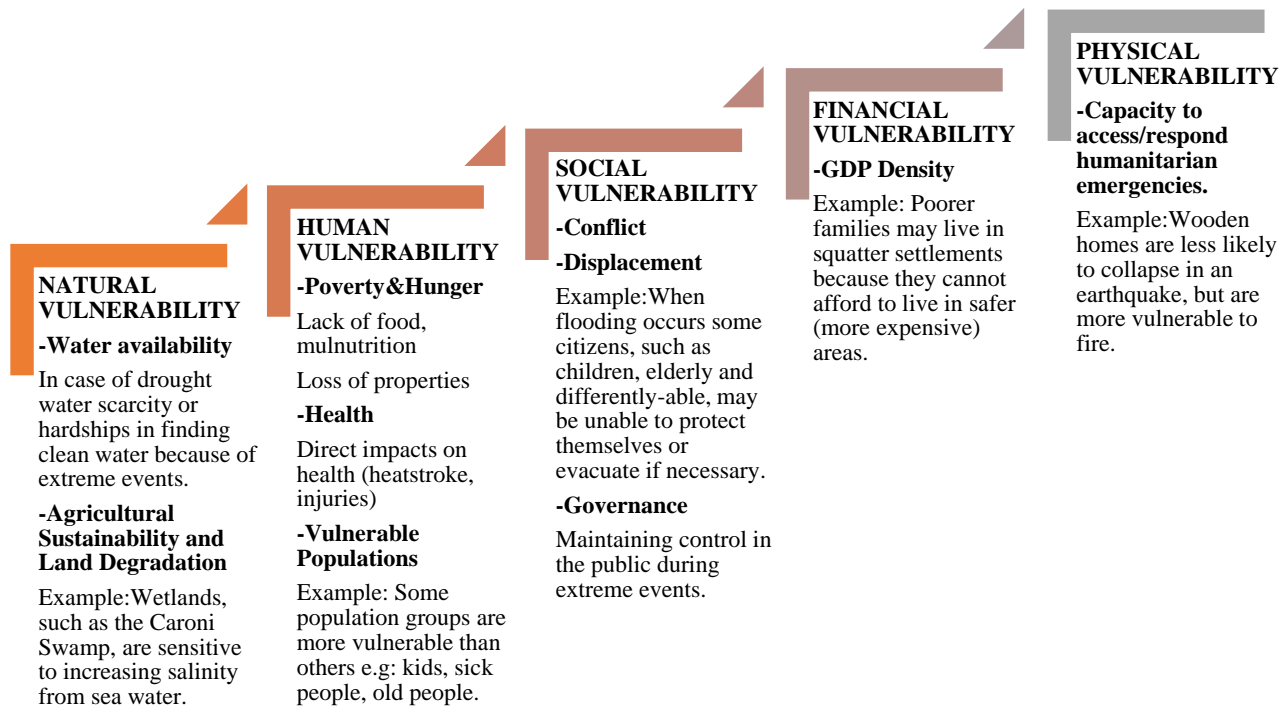 NATURAL
VULNERABILITY
-Water availability
In case of drought
water scarcity or
hardships in finding
clean water because of
extreme events.
-Agricultural
Sustainability and
Land Degradation
Example:Wetlands,
such as the Caroni
Swamp, are sensitive
to increasing salinity
from sea water.
HUMAN
VULNERABILITY
-Poverty&Hunger
Lack of food,
mulnutrition
Loss of properties
-Health
Direct impacts on
health (heatstroke,
injuries)
-Vulnerable
Populations
Example: Some
population groups are
more vulnerable than
others e.g: kids, sick
people, old people.
SOCIAL
VULNERABILITY
-Conflict
-Displacement
Example:When
flooding occurs some
citizens, such as
children, elderly and
differently-able, may
be unable to protect
themselves or
evacuate if necessary.
-Governance
Maintaining control in
the public during
extreme events.
FINANCIAL
VULNERABILITY
-GDP Density
Example: Poorer
families may live in
squatter settlements
because they cannot
afford to live in safer
(more expensive)
areas.
PHYSICAL
VULNERABILITY
-Capacity to
access/respond
humanitarian
emergencies.
Example:Wooden
homes are less likely
to collapse in an
earthquake, but are
more vulnerable to
fire.